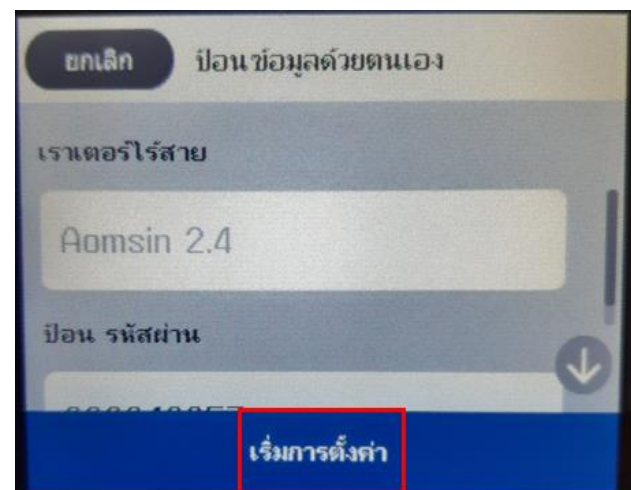 ยกเลิก ป้อนข้อมูลด้วยตนเอง
เราเตอร์ไร้สาย
Aomsin 2.4
ป้อน รหัสผ่าน
เริ่มการตั้งค่า